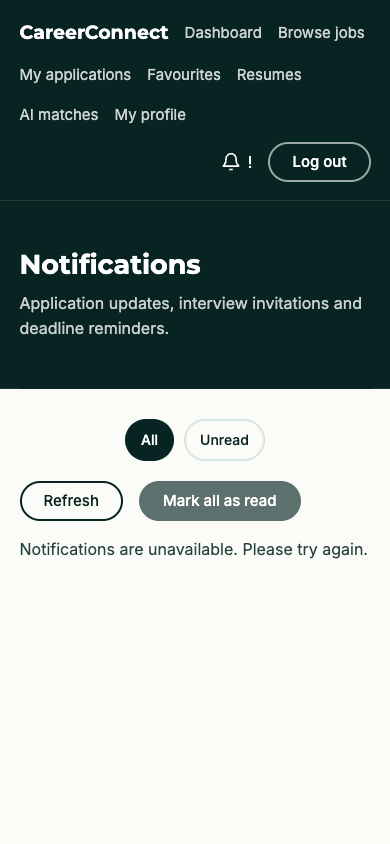 CareerConnect Dashboard Browse jobs
My applications Favourites Resumes
AI matches My profile
! Log out
Notifications
Application updates, interview invitations and
deadline reminders.
All Unread
Refresh Mark all as read
Notifications are unavailable. Please try again.